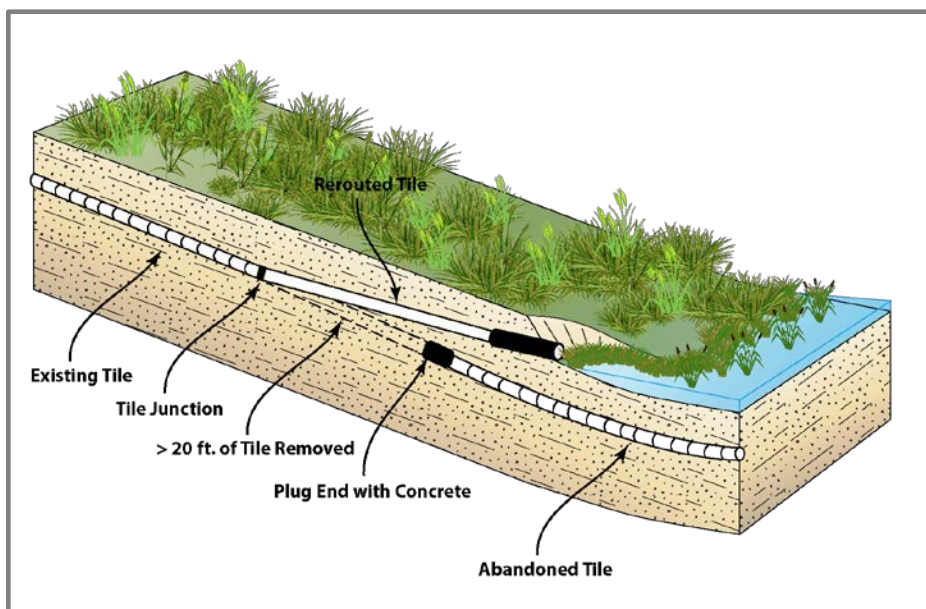 Rerouted Tile
Existing Tile
Tile Junction
> 20 ft. of Tile Removed
Plug End with Concrete
Abandoned Tile